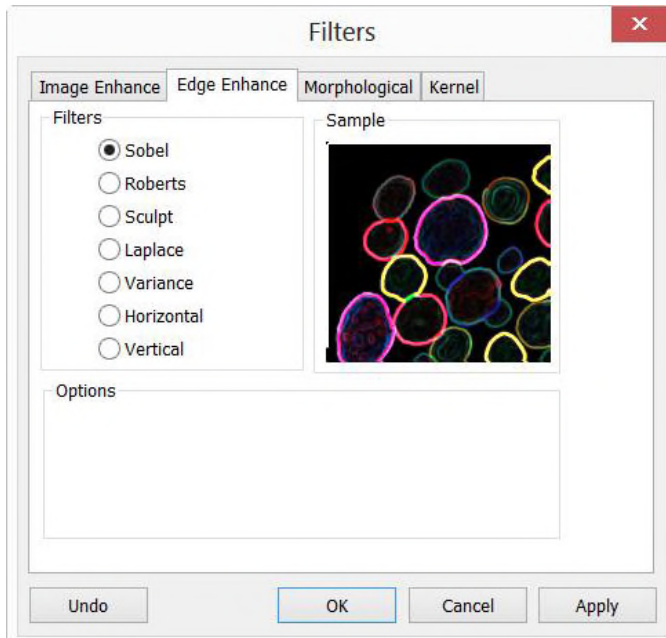 Filters
x
Image Enhance Edge Enhance Morphological Kernel
Filters
Sobel
Roberts
Sculpt
Laplace
Variance
Horizontal
Vertical
Sample
Options
Undo OK Cancel Apply